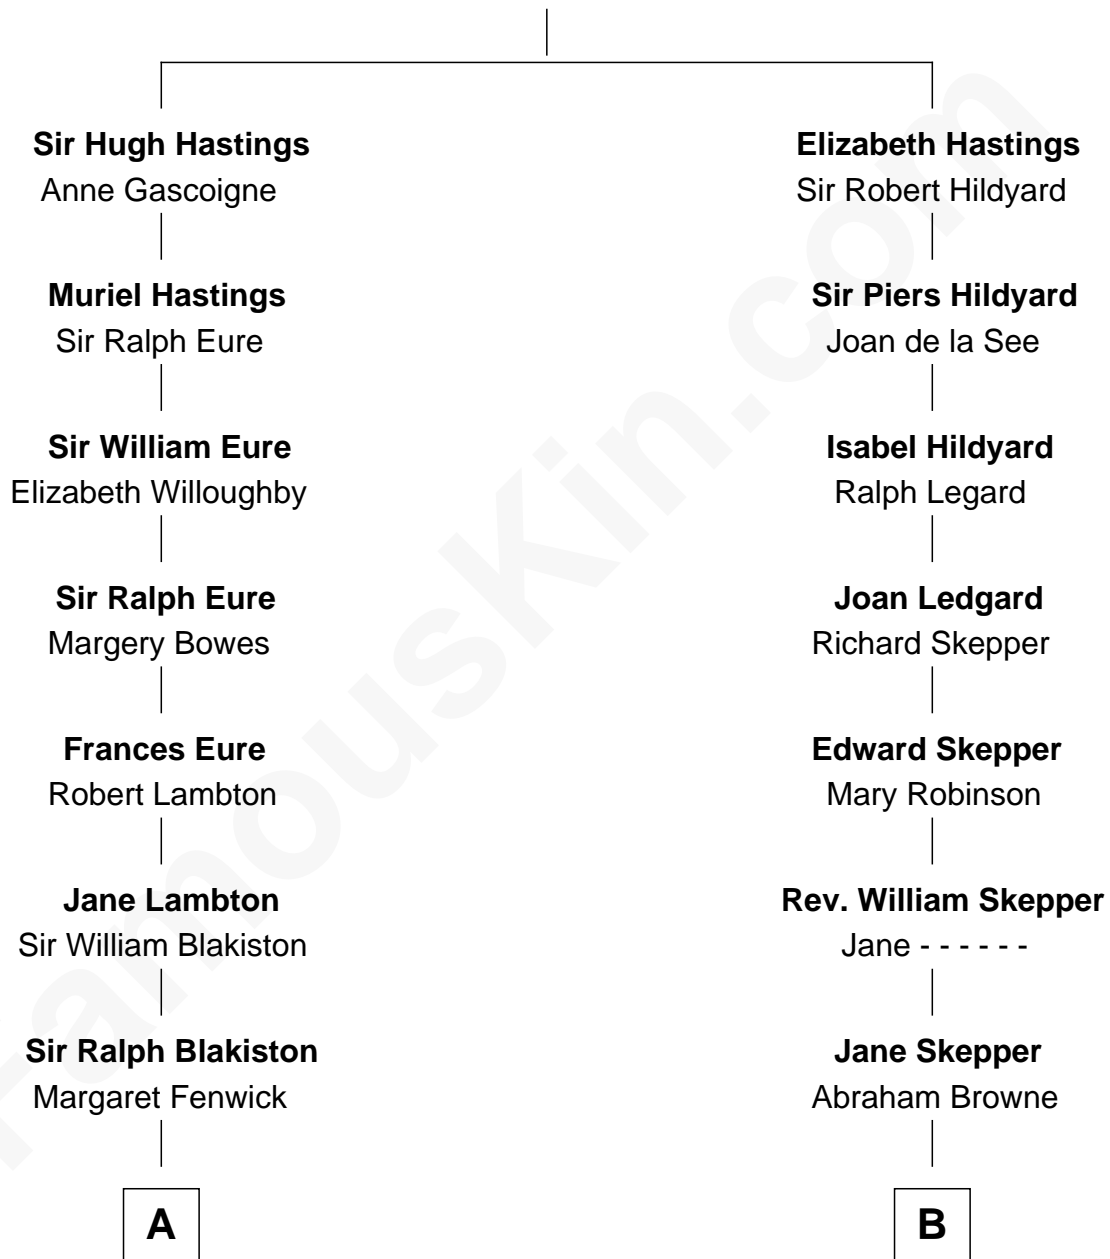 Sir Hugh Hastings
Anne Gascoigne
Muriel Hastings
Sir Ralph Eure
Sir William Eure
Elizabeth Willoughby
Sir Ralph Eure
Margery Bowes
Frances Eure
Robert Lambton
Jane Lambton
Sir William Blakiston
Sir Ralph Blakiston
Margaret Fenwick
A
Elizabeth Hastings
Sir Robert Hildyard
Sir Piers Hildyard
Joan de la See
Isabel Hildyard
Ralph Legard
Joan Ledgard
Richard Skepper
Edward Skepper
Mary Robinson
Rev. William Skepper
Jane - - - - - -
Jane Skepper
Abraham Browne
B
FamousKin.com